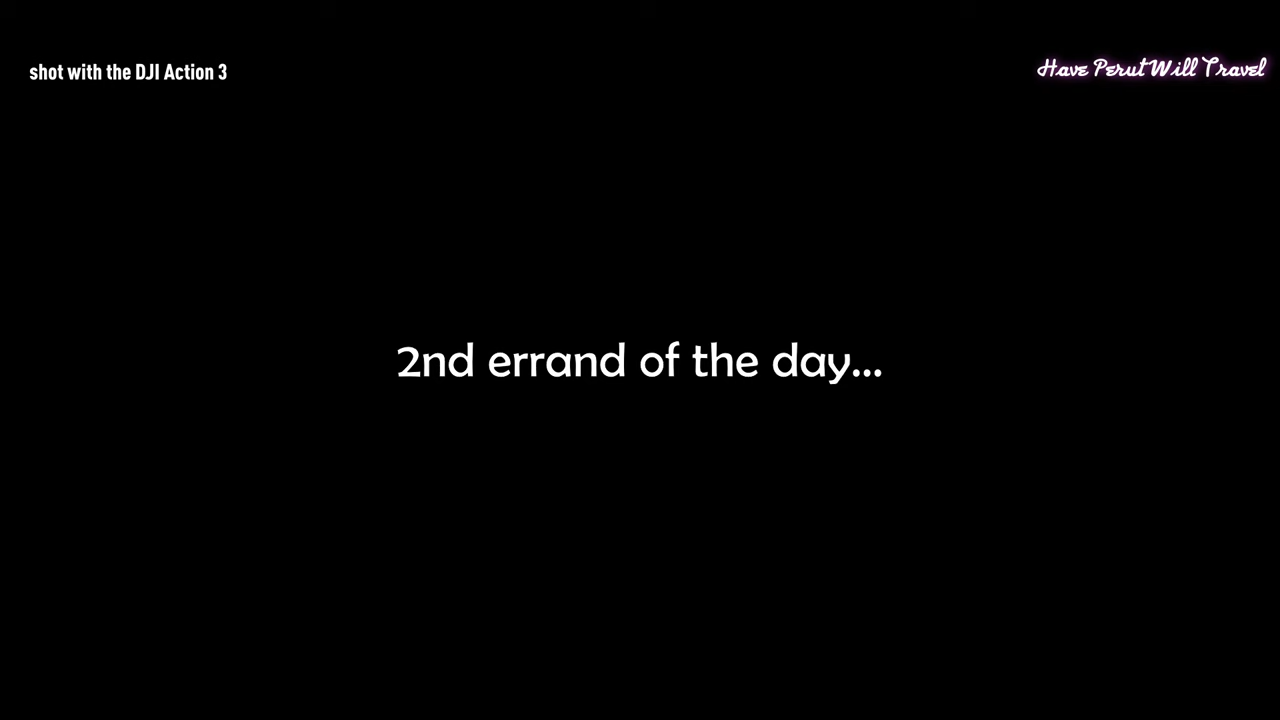 shot with the DJI Action 3
Have Perut Will Travel
2nd errand of the day...